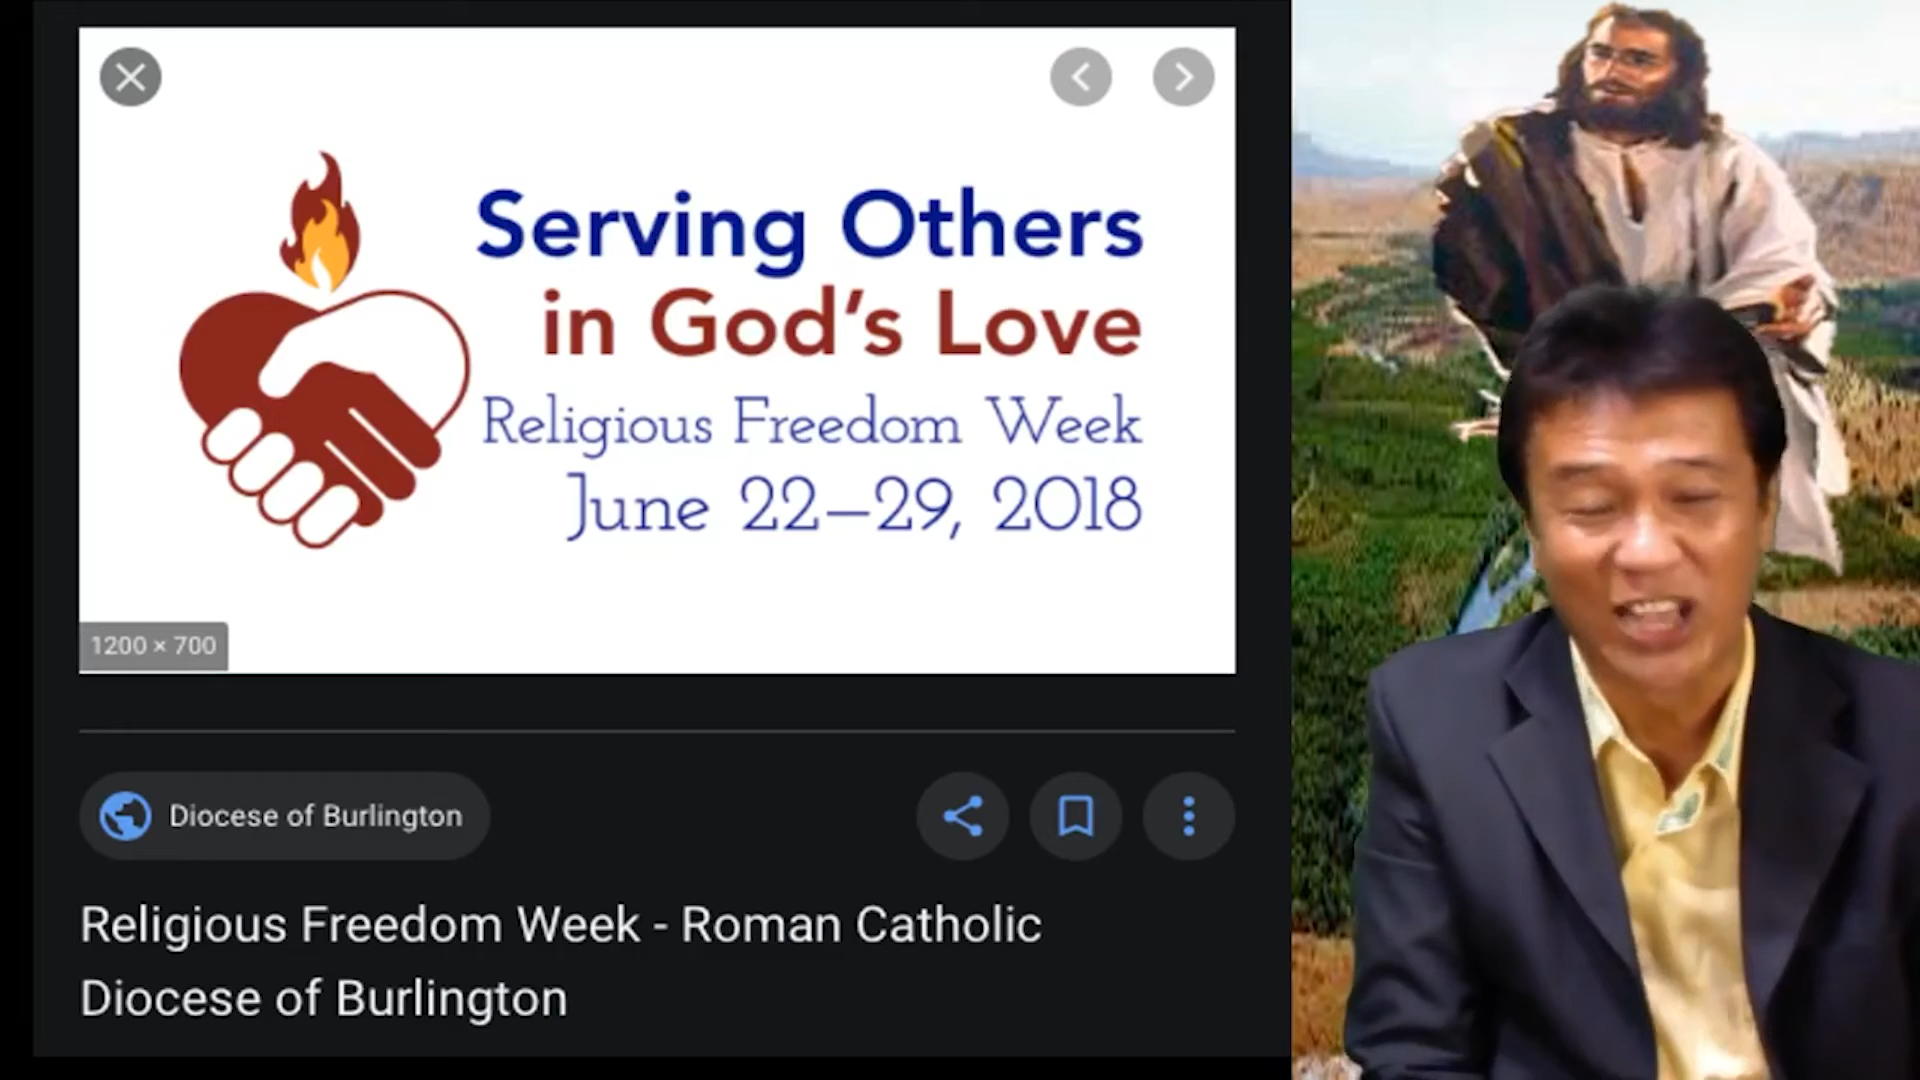 Serving Others
in God's Love
Religious Freedom Week
June 22–29, 2018
1200 × 700
Diocese of Burlington
Religious Freedom Week - Roman Catholic
Diocese of Burlington